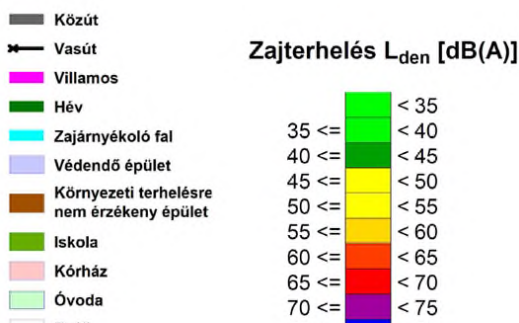 Közút
Vasút
Villamos
Hév
Zajárnyékoló fal
Védendő épület
Környezeti terhelésre
nem érzékeny épület
Iskola
Kórház
Óvoda
Zajterhelés Lden [dB(A)]
< 35
35 <= < 40
40 <= < 45
45 <= < 50
50 <= < 55
55 <= < 60
60 <= < 65
65 <= < 70
70 <= < 75